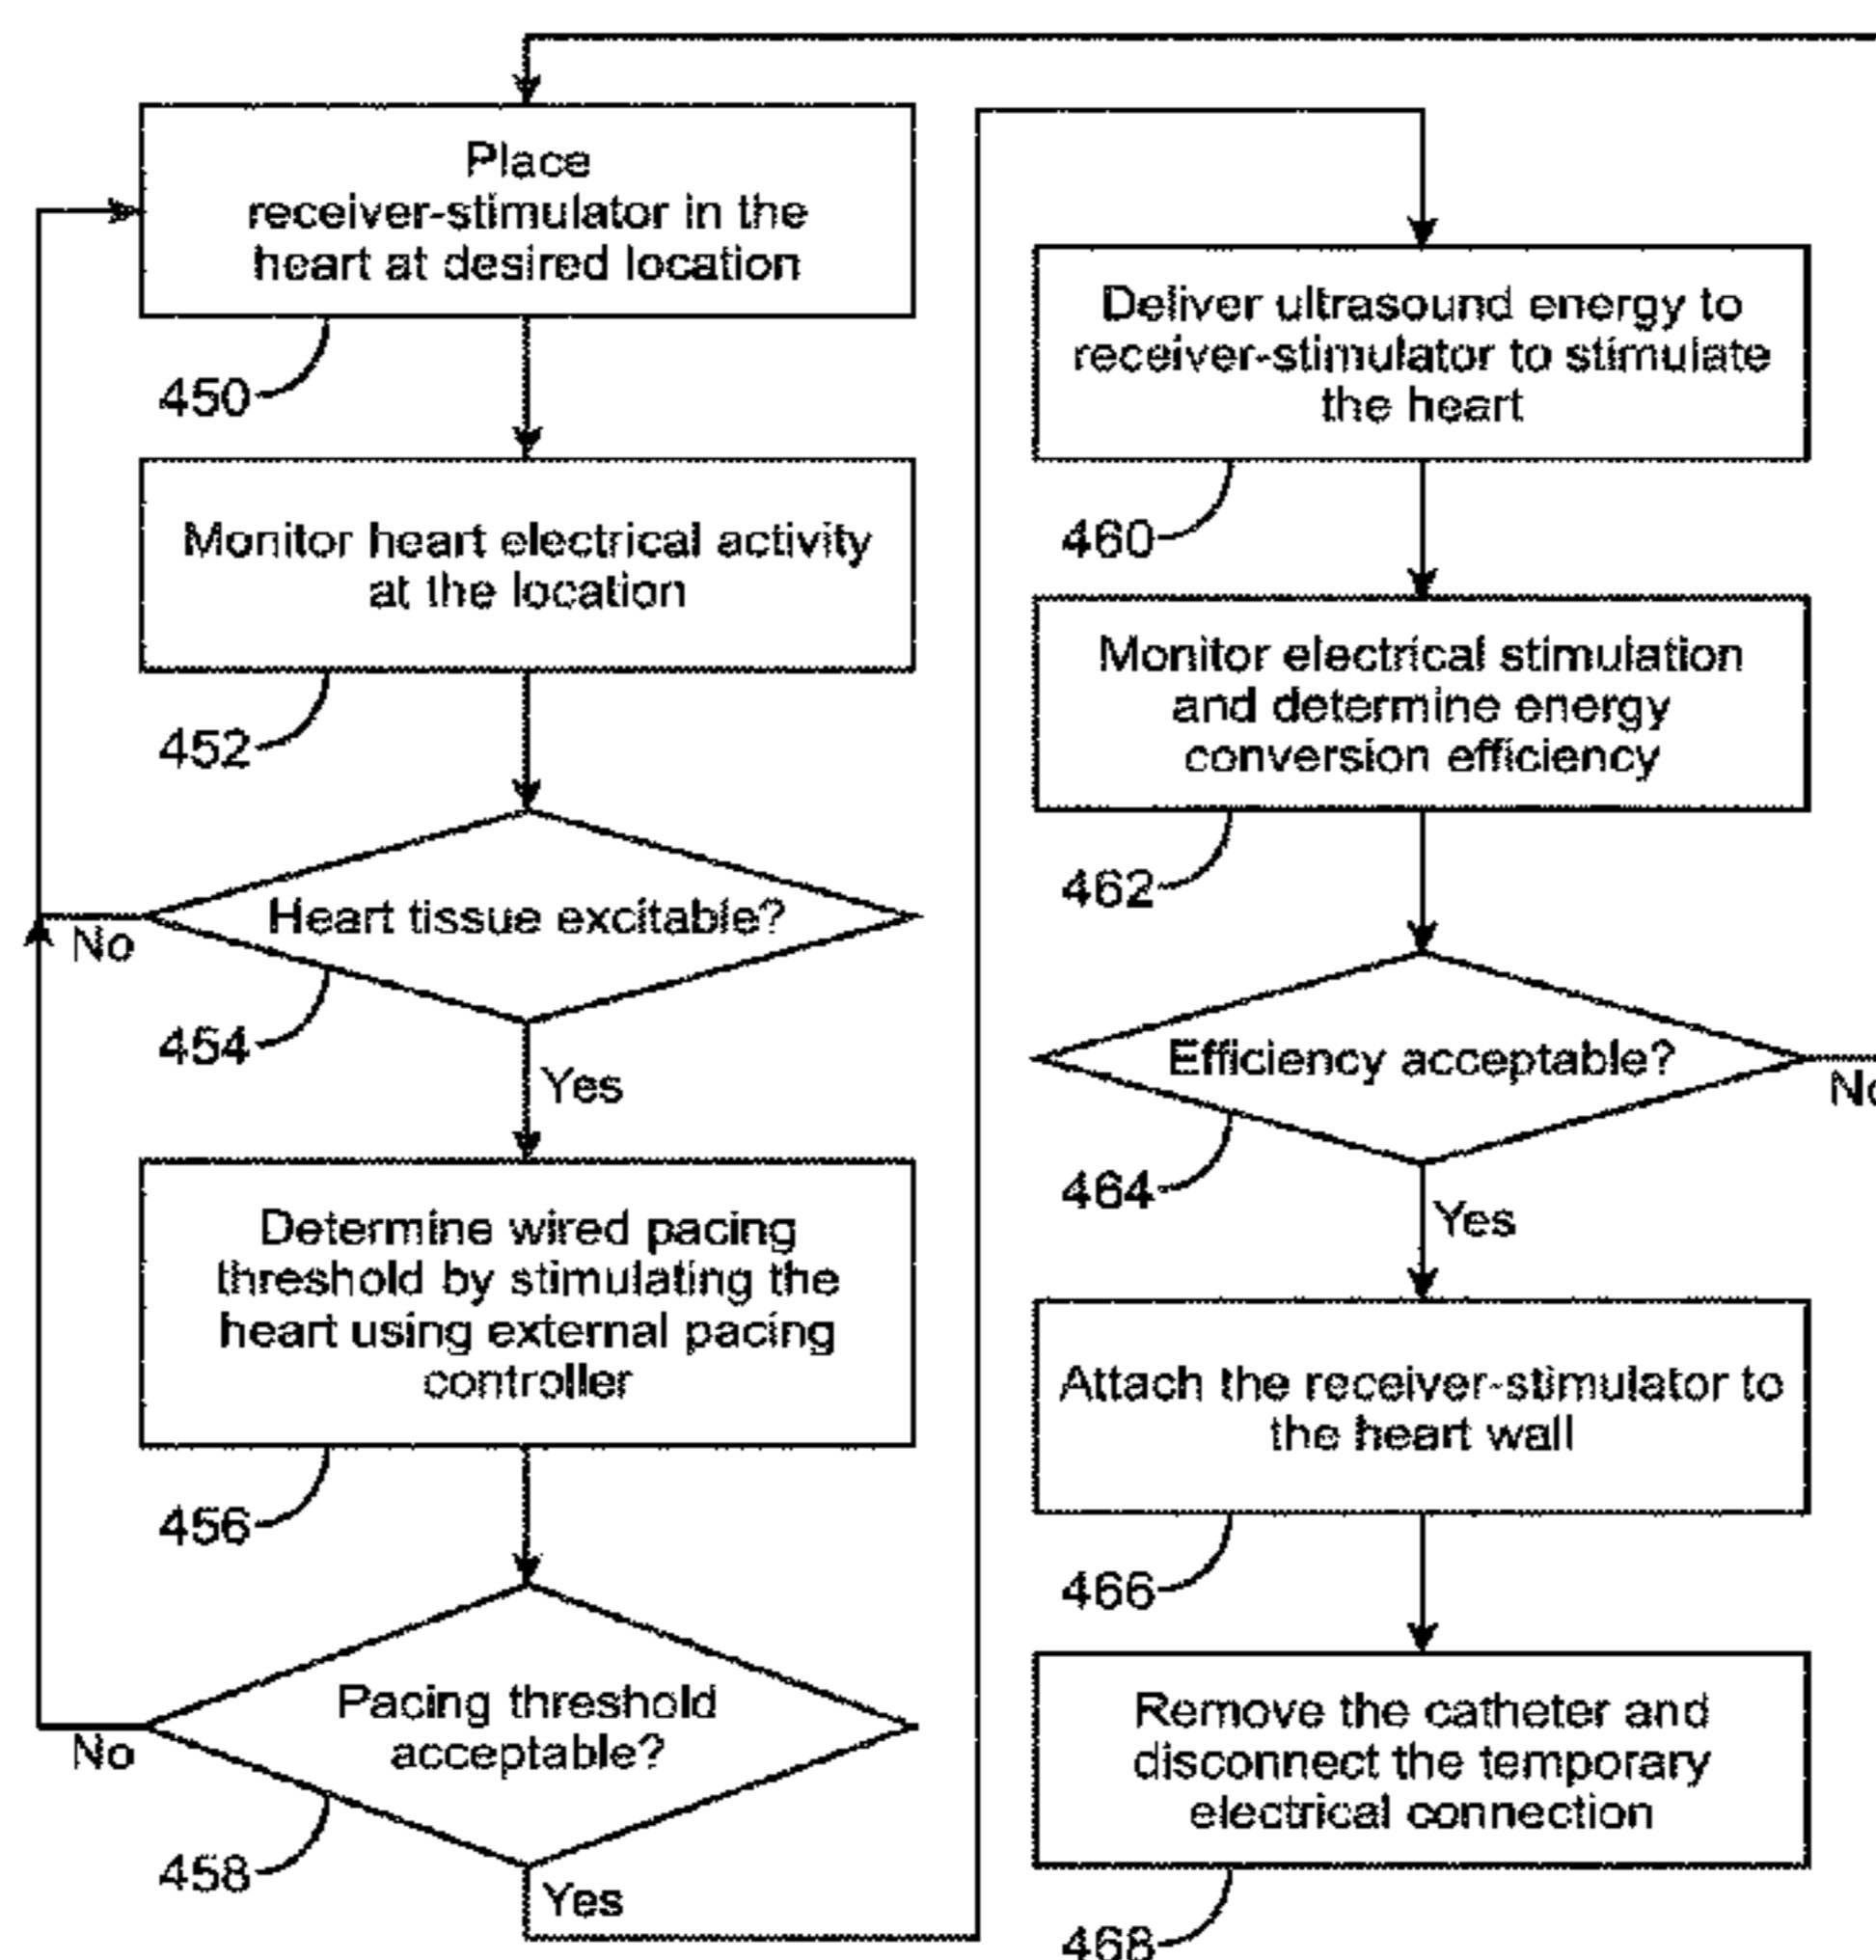 Place
receiver-stimulator in the
heart at desired location
450
Monitor heart electrical activity
at the location
452
Heart tissue excitable?
No
454
Yes
Determine wired pacing
threshold by stimulating the
heart using external pacing
controller
456
Pacing threshold
acceptable?
No
458
Yes
Deliver ultrasound energy to
receiver-stimulator to stimulate
the heart
460
Monitor electrical stimulation
and determine energy
conversion efficiency
462
Efficiency acceptable?
No
464
Yes
Attach the receiver-stimulator to
the heart wall
466
Remove the catheter and
disconnect the temporary
electrical connection
468